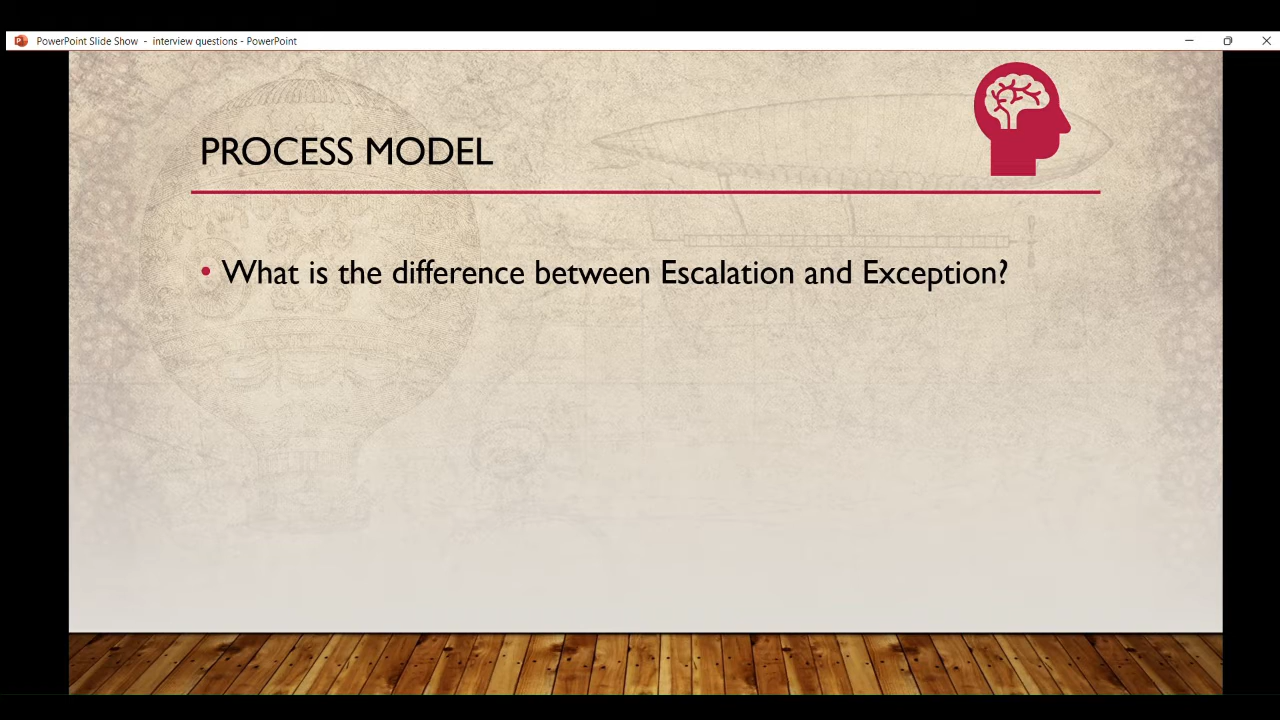 PowerPoint Slide Show - interview questions - PowerPoint
PROCESS MODEL
• What is the difference between Escalation and Exception?